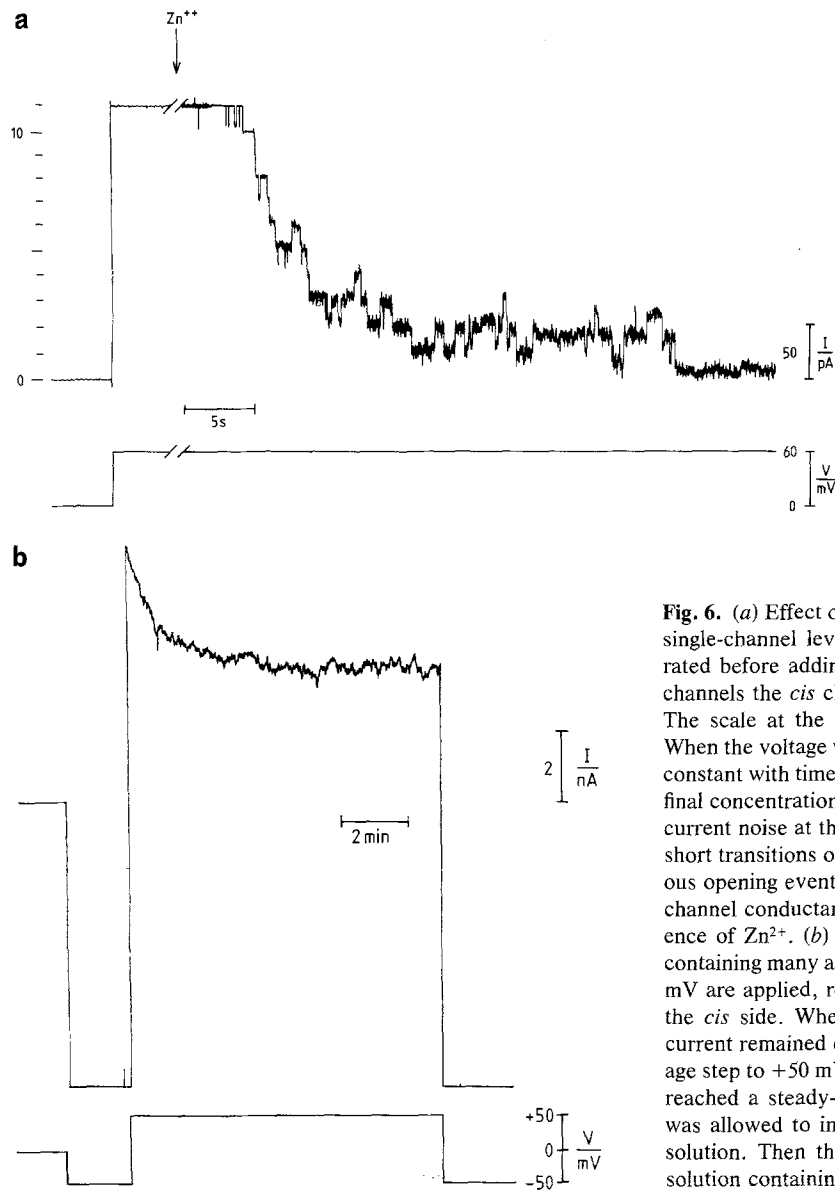 a
Zn++
10
0
50 I/pA
5s
60
V/mV
0
b
2 I/nA
2 min
+50
0 V/mV
-50
Fig. 6. (a) Effect o
single-channel leve
rated before addin
channels the cis cl
The scale at the
When the voltage v
constant with time
final concentration
current noise at th
short transitions o
ous opening event
channel conductan
ence of Zn2+. (b)
containing many a
mV are applied, r
the cis side. Whe
current remained
age step to +50 m
reached a steady-
was allowed to in
solution. Then th
solution containin